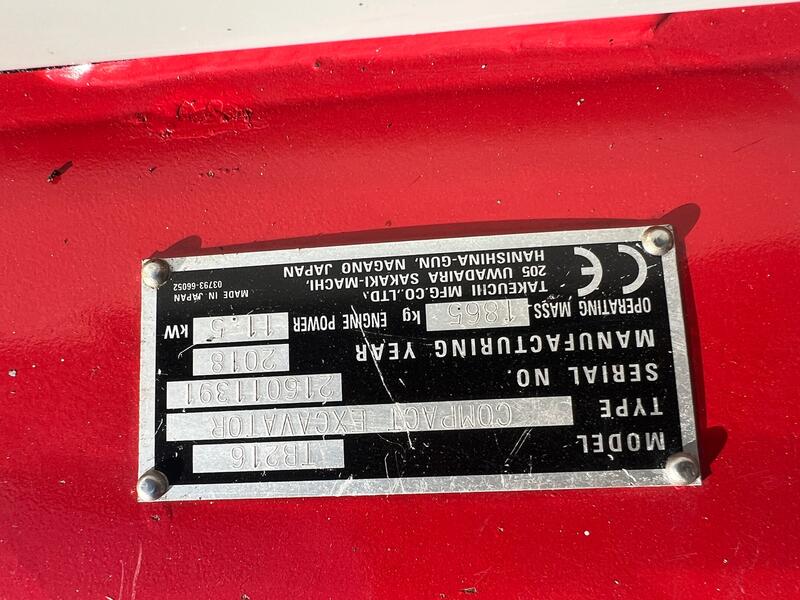 MODEL TB216
TYPE COMPACT EXCAVATOR
SERIAL NO. 216011391
MANUFACTURING YEAR 2018
OPERATING MASS 1865 kg ENGINE POWER 11.5 kW
CE TAKEUCHI MFG.CO.,LTD.
205 UWADAIRA SAKAKI-MACHI,
HANISHINA-GUN, NAGANO JAPAN
MADE IN JAPAN
03793-66052